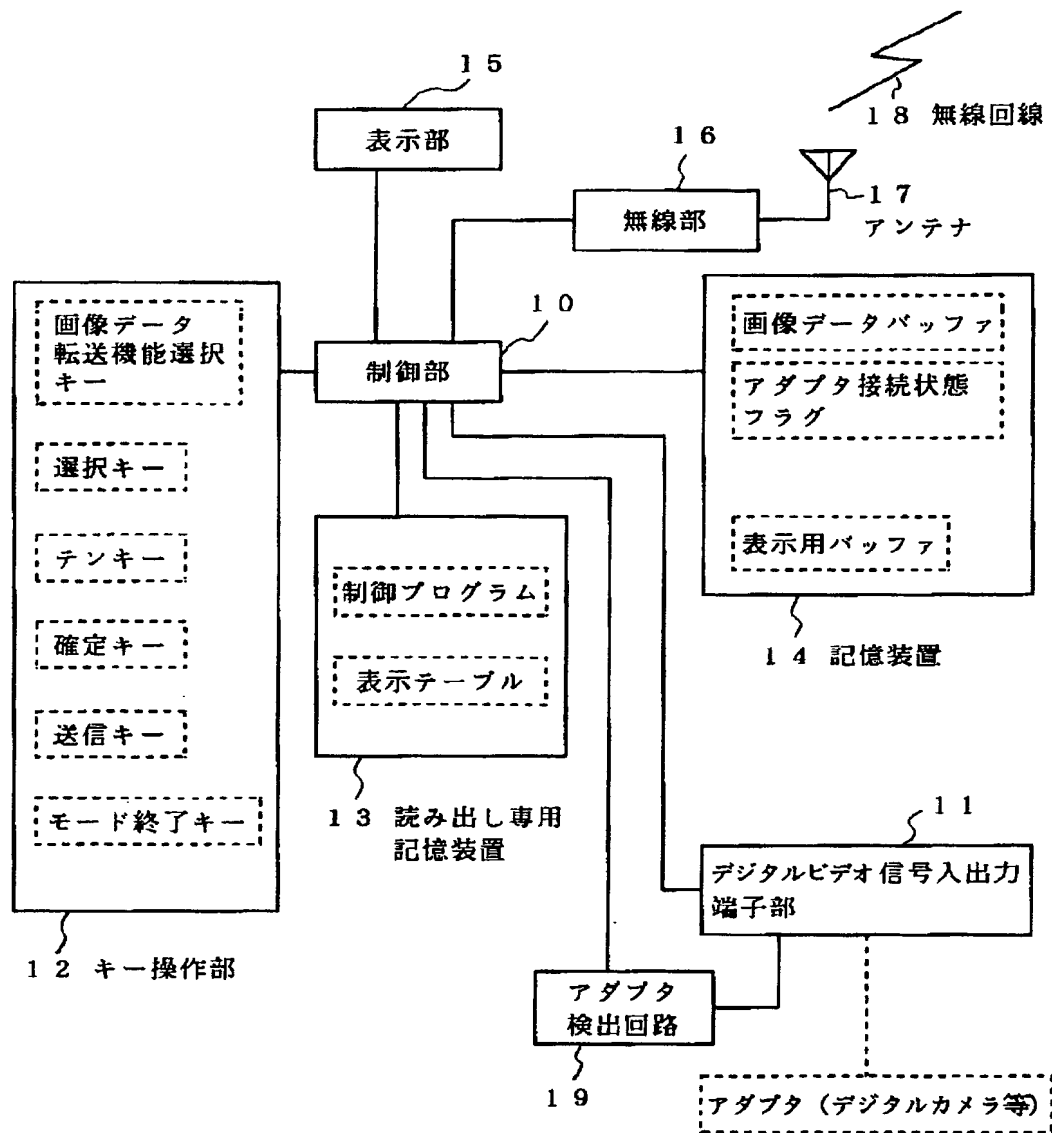 15
表示部
18 無線回線
16
無線部
17
アンテナ
画像データ
転送機能選択
キー
選択キー
テンキー
確定キー
送信キー
モード終了キー
12 キー操作部
10
制御部
制御プログラム
表示テーブル
13 読み出し専用
記憶装置
画像データバッファ
アダプタ接続状態
フラグ
表示用バッファ
14 記憶装置
11
デジタルビデオ信号入出力
端子部
アダプタ
検出回路
19
アダプタ（デジタルカメラ等）